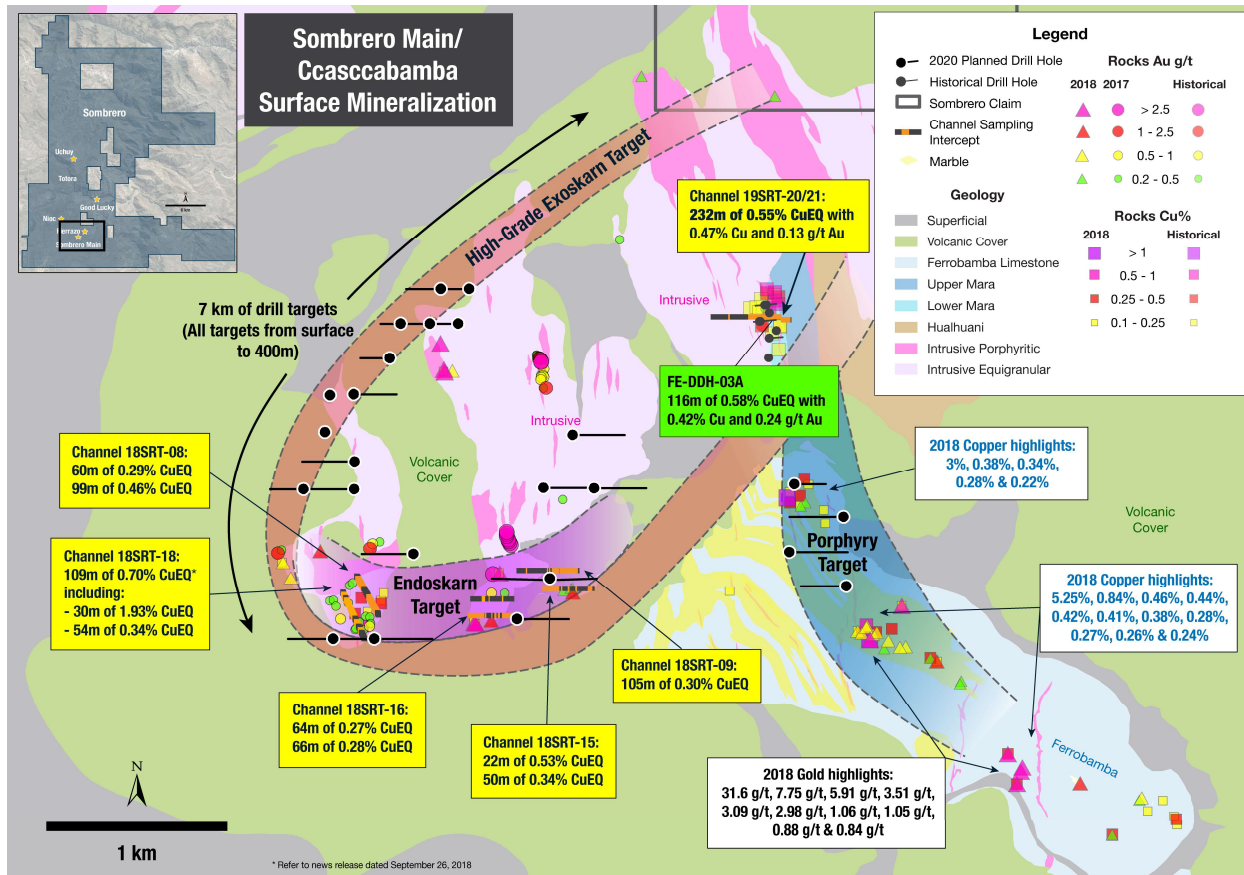 Sombrero Main/
Ccasccabamba
Surface Mineralization
Sombrero
Uchuy
Totora
Good Lucky
Nioc
Ferrazo
Sombrero Main
N
Legend
2020 Planned Drill Hole
Historical Drill Hole
Sombrero Claim
Channel Sampling
Intercept
Marble
Rocks Au g/t
2018 2017 Historical
> 2.5
1 - 2.5
0.5 - 1
0.2 - 0.5
Geology
Superficial
Volcanic Cover
Ferrobamba Limestone
Upper Mara
Lower Mara
Hualhuani
Intrusive Porphyritic
Intrusive Equigranular
Rocks Cu%
2018 Historical
> 1
0.5 - 1
0.25 - 0.5
0.1 - 0.25
High-Grade Exoskarn Target
Channel 19SRT-20/21:
232m of 0.55% CuEQ with
0.47% Cu and 0.13 g/t Au
Intrusive
7 km of drill targets
(All targets from surface
to 400m)
FE-DDH-03A
116m of 0.58% CuEQ with
0.42% Cu and 0.24 g/t Au
Intrusive
Volcanic
Cover
Channel 18SRT-08:
60m of 0.29% CuEQ
99m of 0.46% CuEQ
2018 Copper highlights:
3%, 0.38%, 0.34%,
0.28% & 0.22%
Volcanic
Cover
Porphyry
Target
Channel 18SRT-18:
109m of 0.70% CuEQ*
including:
- 30m of 1.93% CuEQ
- 54m of 0.34% CuEQ
Endoskarn
Target
2018 Copper highlights:
5.25%, 0.84%, 0.46%, 0.44%,
0.42%, 0.41%, 0.38%, 0.28%,
0.27%, 0.26% & 0.24%
Channel 18SRT-09:
105m of 0.30% CuEQ
Channel 18SRT-16:
64m of 0.27% CuEQ
66m of 0.28% CuEQ
Channel 18SRT-15:
22m of 0.53% CuEQ
50m of 0.34% CuEQ
Ferrobamba
2018 Gold highlights:
31.6 g/t, 7.75 g/t, 5.91 g/t, 3.51 g/t,
3.09 g/t, 2.98 g/t, 1.06 g/t, 1.05 g/t,
0.88 g/t & 0.84 g/t
N
1 km
* Refer to news release dated September 26, 2018